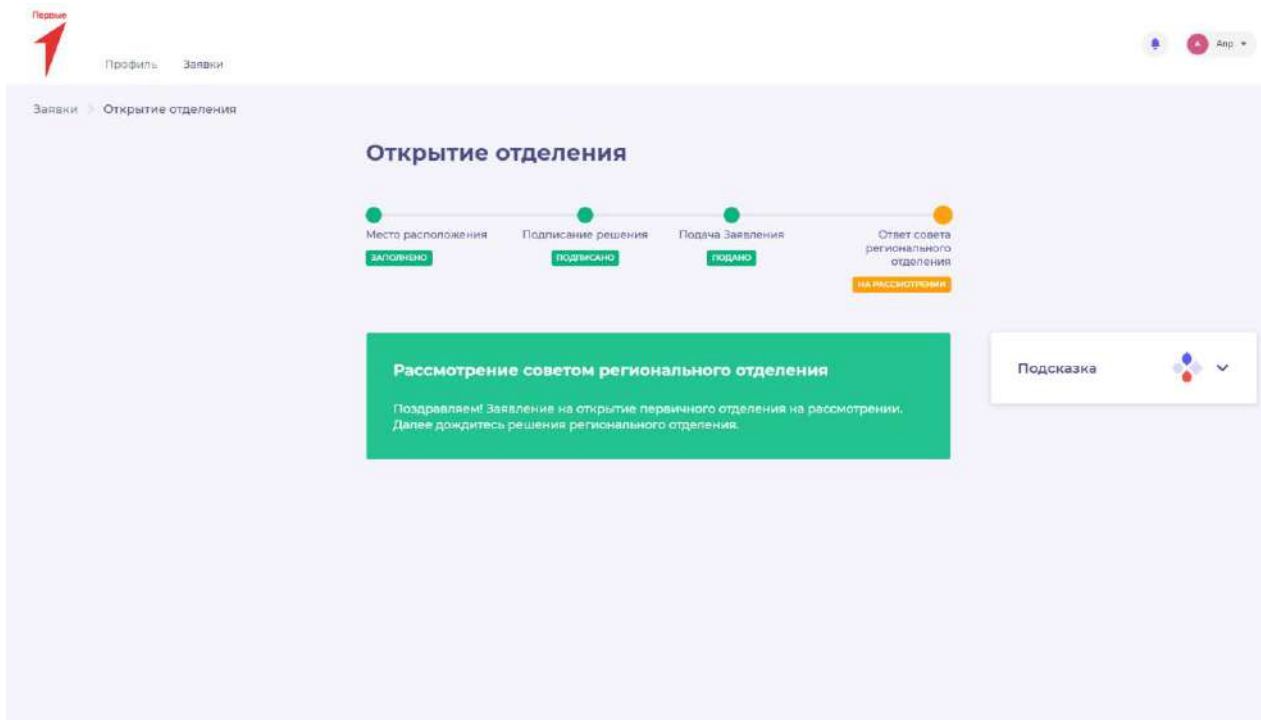 Первые
Профиль Заявки
Апр
Заявки Открытие отделения
Открытие отделения
Место расположения
ЗАПОЛНЕНО
Подписание решения
ПОДПИСАНО
Подача Заявления
ПОДАНО
Ответ совета
регионального
отделения
НА РАССМОТРЕНИИ
Рассмотрение советом регионального отделения
Поздравляем! Заявление на открытие первичного отделения на рассмотрении.
Далее дождитесь решения регионального отделения.
Подсказка